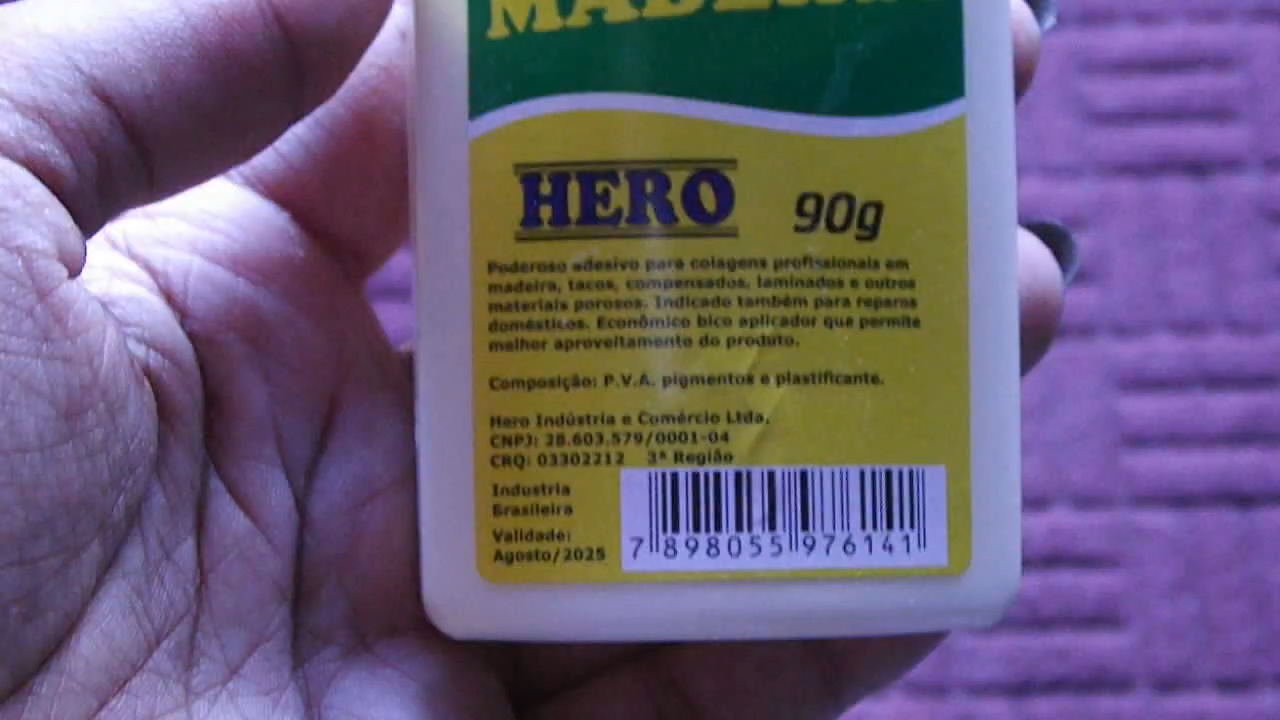 HERO 90g
Poderoso adesivo para colagens profissionais em
madeira, tacos, compensados, laminados e outros
materiais porosos. Indicado também para reparos
domésticos. Econômico bico aplicador que permite
melhor aproveitamento do produto.
Composição: P.V.A. pigmentos e plastificante.
Hero Indústria e Comércio Ltda.
CNPJ: 28.603.579/0001-04
CRQ: 03302212 3ª Região
Industria
Brasileira
Validade:
Agosto/2025
7 898055 976141